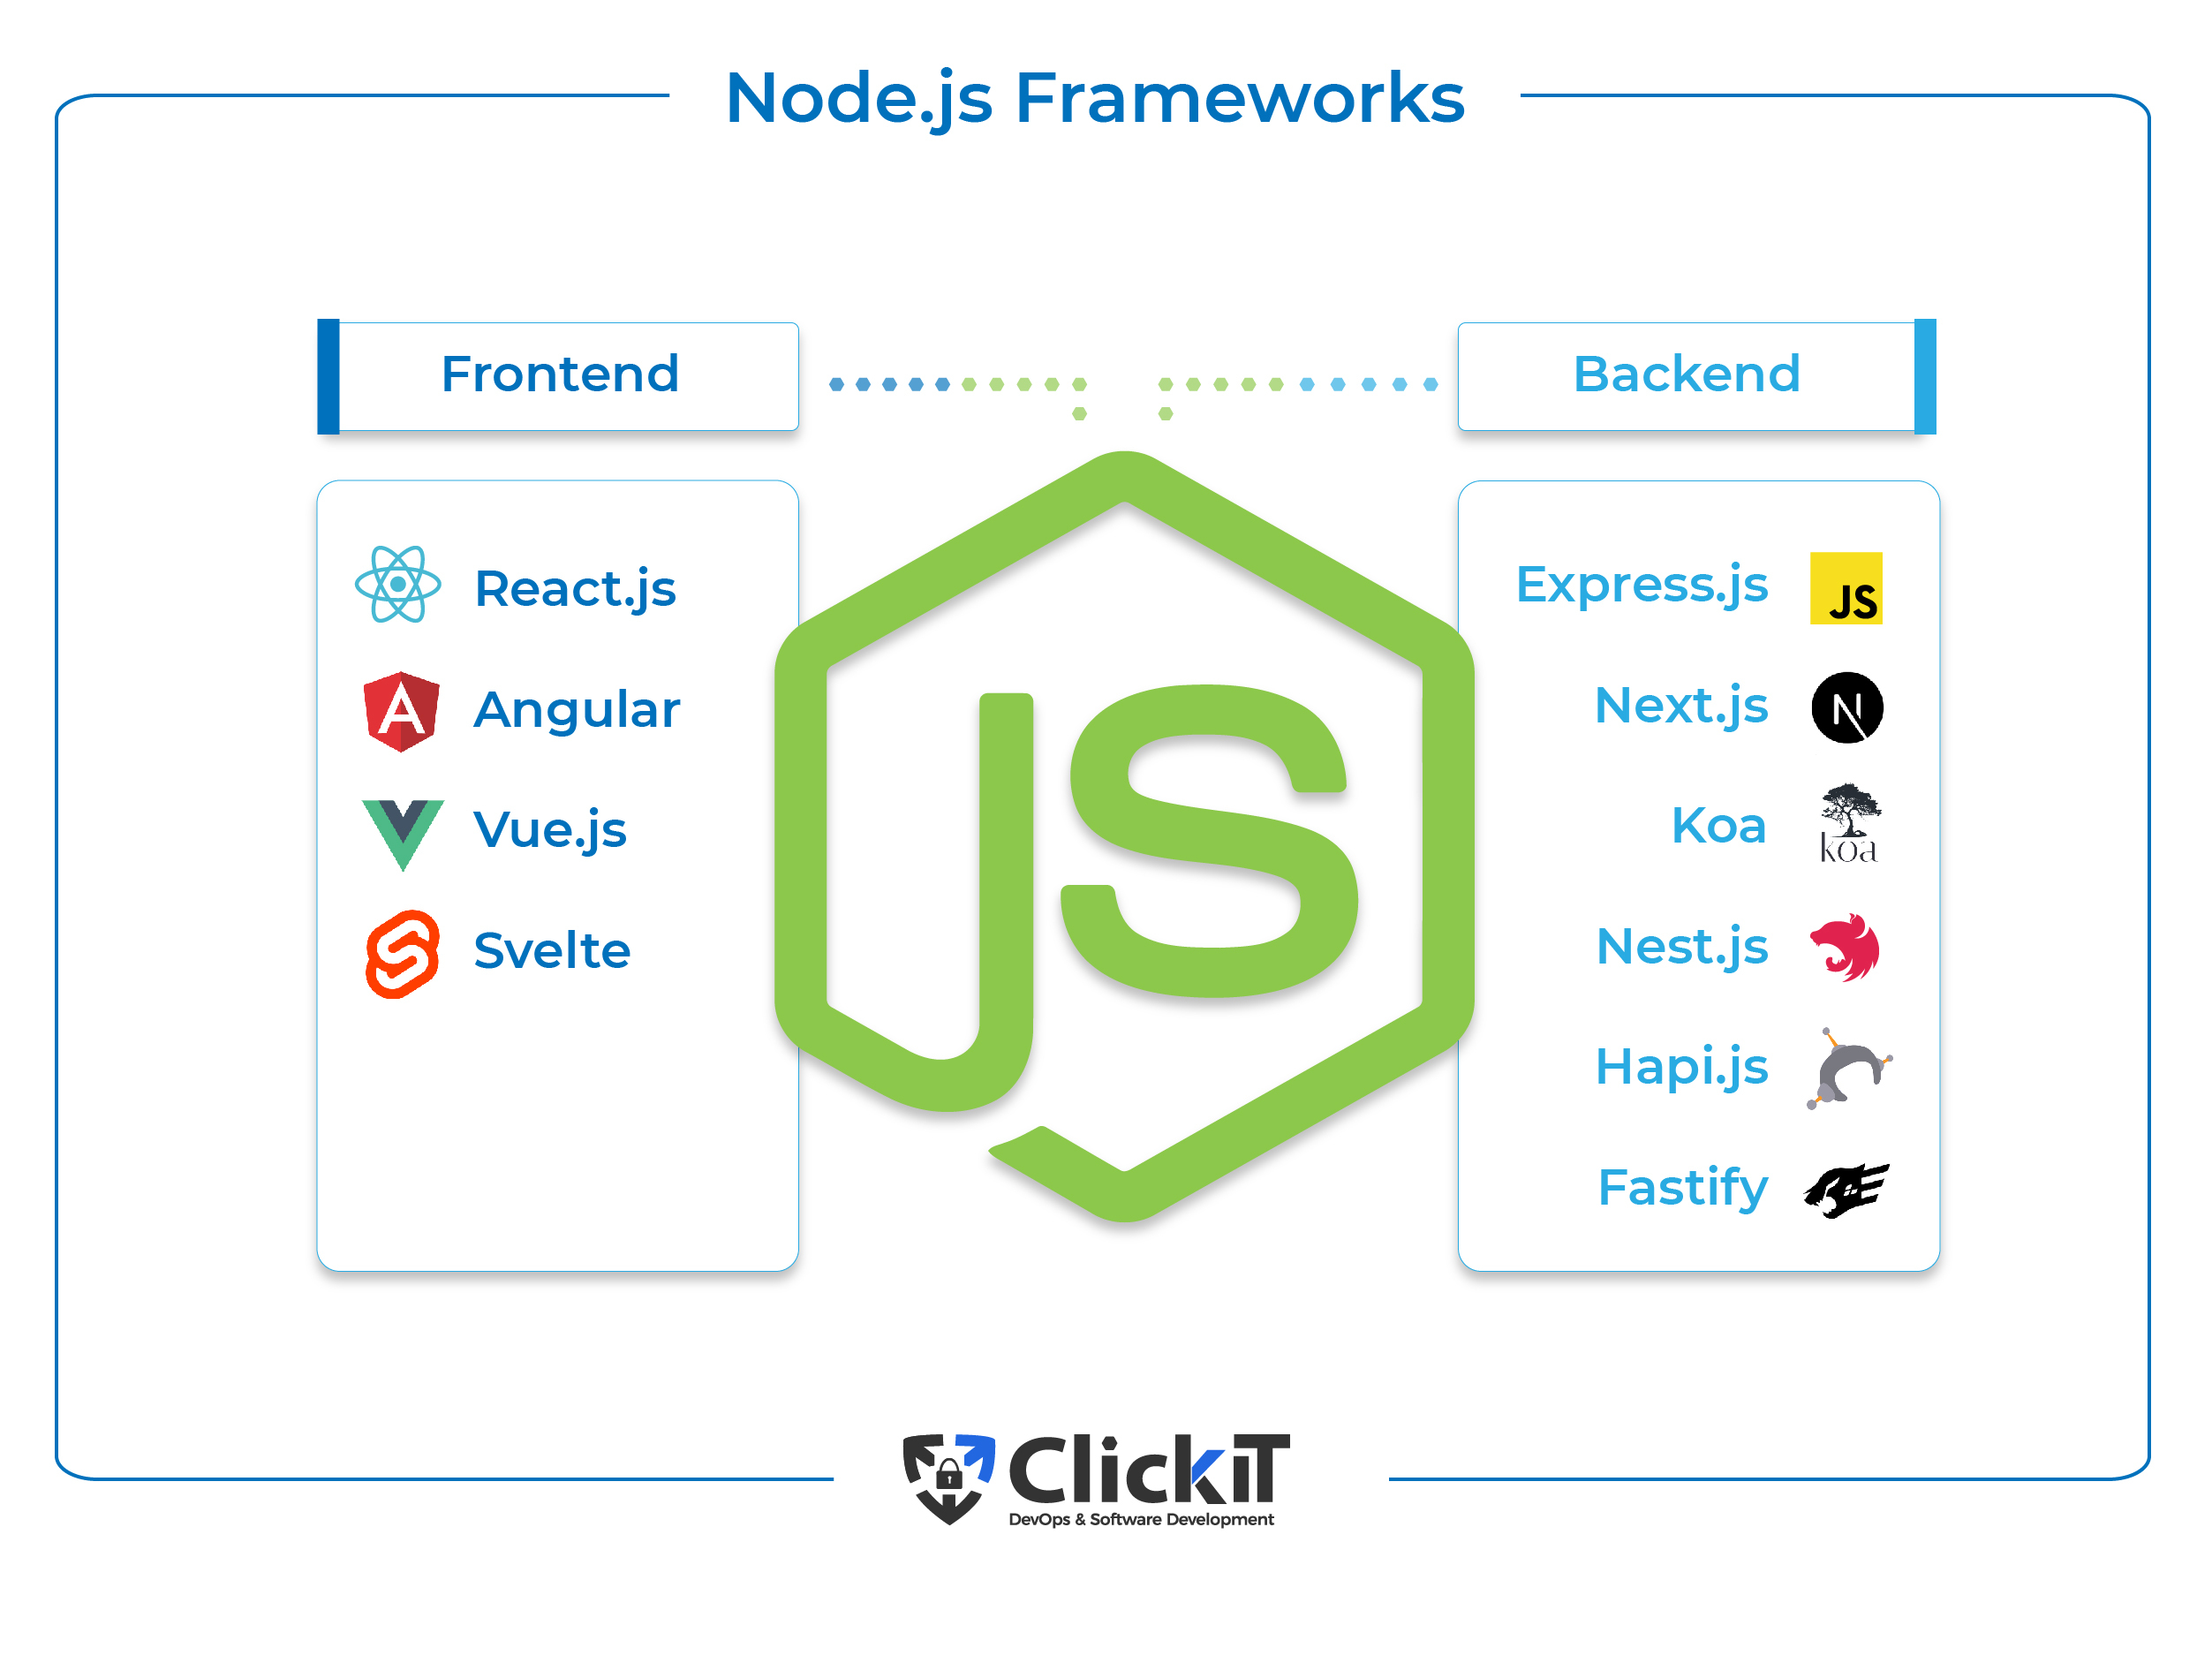 Node.js Frameworks
Frontend
Backend
React.js
Angular
Vue.js
Svelte
JS
Express.js
JS
Next.js
N
Koa
koa
Nest.js
Hapi.js
Fastify
ClickIT
DevOps & Software Development